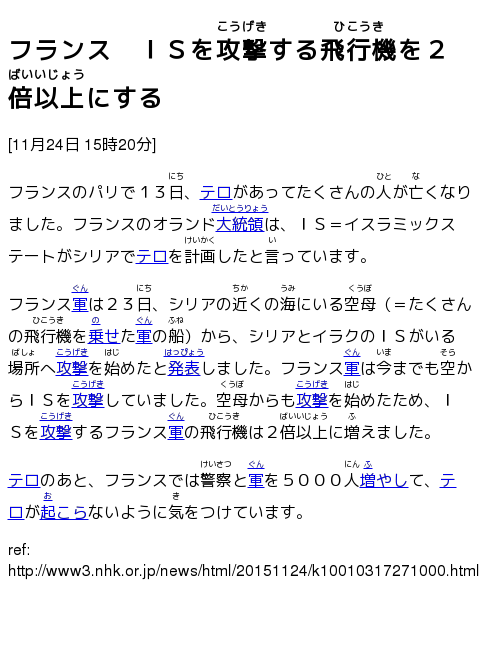 フランス　ＩＳを攻撃する飛行機を２
倍以上にする
[11月24日 15時20分]
フランスのパリで１３日、テロがあってたくさんの人が亡くなり
ました。フランスのオランド大統領は、ＩＳ＝イスラミックス
テートがシリアでテロを計画したと言っています。
フランス軍は２３日、シリアの近くの海にいる空母（＝たくさん
の飛行機を乗せた軍の船）から、シリアとイラクのＩＳがいる
場所へ攻撃を始めたと発表しました。フランス軍は今までも空か
らＩＳを攻撃していました。空母からも攻撃を始めたため、Ｉ
Ｓを攻撃するフランス軍の飛行機は２倍以上に増えました。
テロのあと、フランスでは警察と軍を５０００人増やして、テ
ロが起こらないように気をつけています。
ref:
http://www3.nhk.or.jp/news/html/20151124/k10010317271000.html